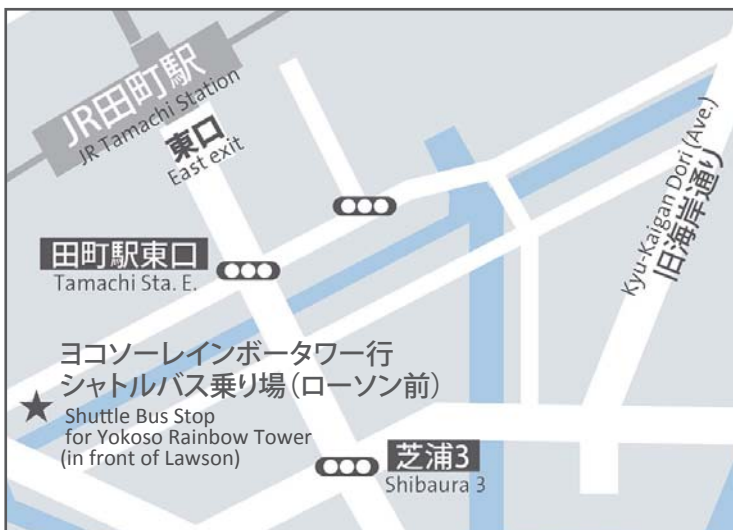 JR田町駅
JR Tamachi Station
東口
East exit
Kyu-Kaigan Dori (Ave.)
旧海岸通り
田町駅東口
Tamachi Sta. E.
ヨコソーレインボータワー行
シャトルバス乗り場(ローソン前)
Shuttle Bus Stop
for Yokoso Rainbow Tower
(in front of Lawson)
芝浦3
Shibaura 3